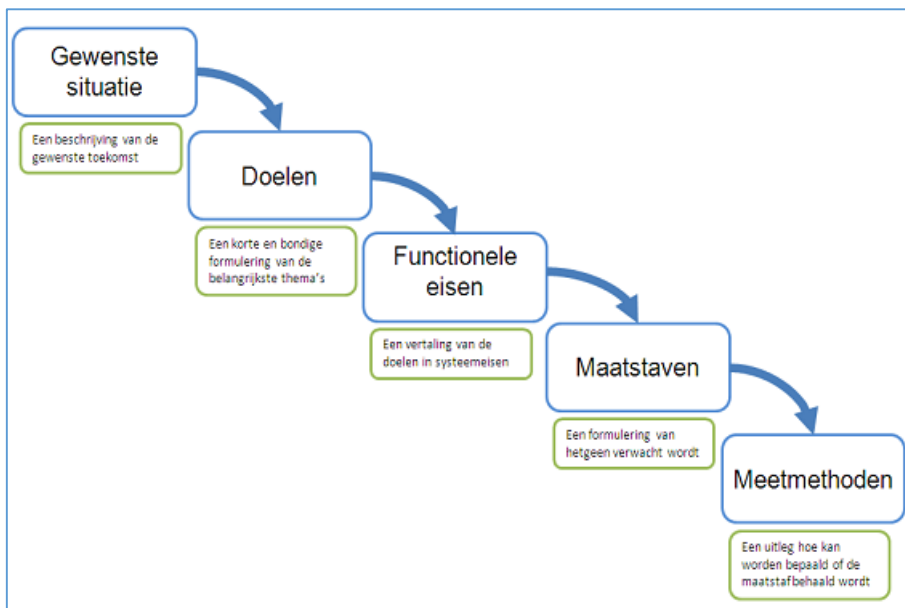 Gewenste
situatie
Een beschrijving van de
gewenste toekomst
Doelen
Een korte en bondige
formulering van de
belangrijkste thema's
Functionele
eisen
Een vertaling van de
doelen in systeemeisen
Maatstaven
Een formulering van
hetgeen verwacht wordt
Meetmethoden
Een uitleg hoe kan
worden bepaald of de
maatstafbehaald wordt